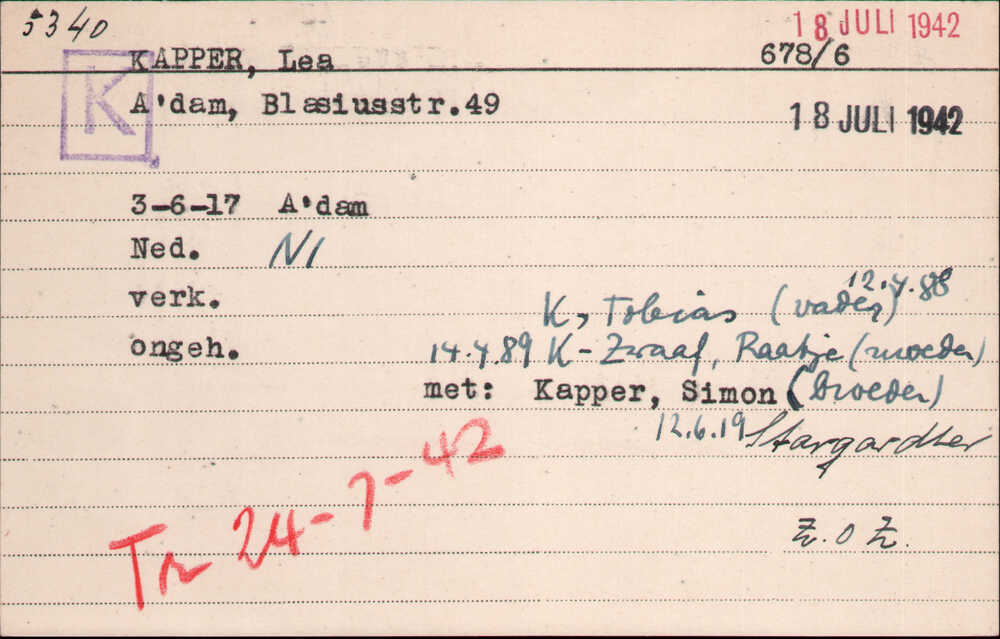 5340
18 JULI 1942
KAPPER, Lea
678/6
K
A'dam, Blasiusstr.49
18 JULI 1942
3-6-17 A'dam
Ned. NI
verk.
12.4.88
K, Tobias (vader)
ongeh.
14.4.89 K-Zwaaf, Raatje (moeder)
met: Kapper, Simon (broeder)
12.6.19
Tr 24-7-42
Z.O.Z.